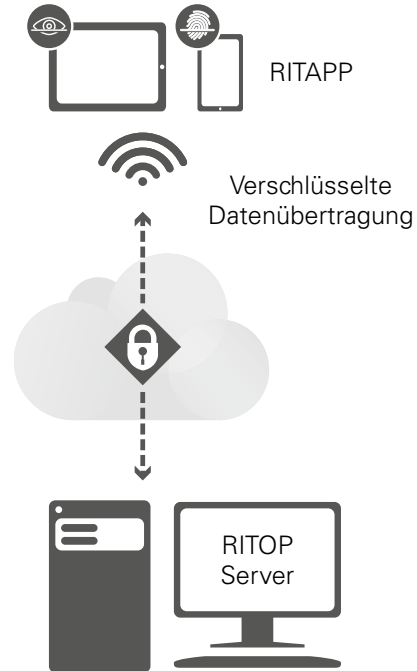 RITAPP
Verschlüsselte
Datenübertragung
RITOP
Server